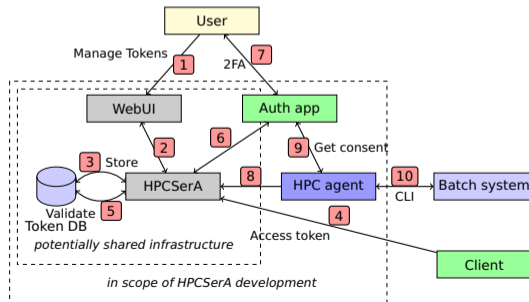 User
Manage Tokens
1
7
2FA
WebUI
Auth app
2
6
9
Get consent
3
Store
HPCSerA
8
HPC agent
10
CLI
Batch system
Validate
5
Token DB
4
Access token
potentially shared infrastructure
Client
in scope of HPCSerA development